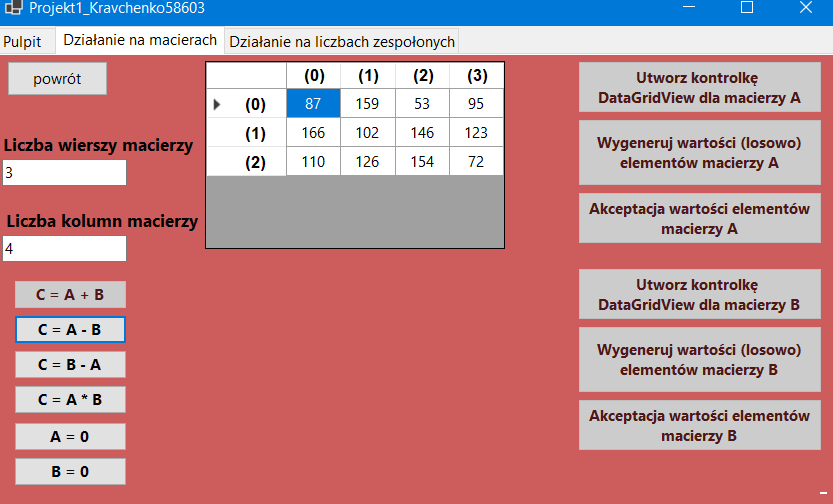 Projekt1_Kravchenko58603
Pulpit Działanie na macierach Działanie na liczbach zespołonych
powrót
Liczba wierszy macierzy
3
Liczba kolumn macierzy
4
C = A + B
C = A - B
C = B - A
C = A * B
A = 0
B = 0
(0) (1) (2) (3)
(0) 87 159 53 95
(1) 166 102 146 123
(2) 110 126 154 72
Utworz kontrolkę
DataGridView dla macierzy A
Wygeneruj wartości (losowo)
elementów macierzy A
Akceptacja wartości elementów
macierzy A
Utworz kontrolkę
DataGridView dla macierzy B
Wygeneruj wartości (losowo)
elementów macierzy B
Akceptacja wartości elementów
macierzy B